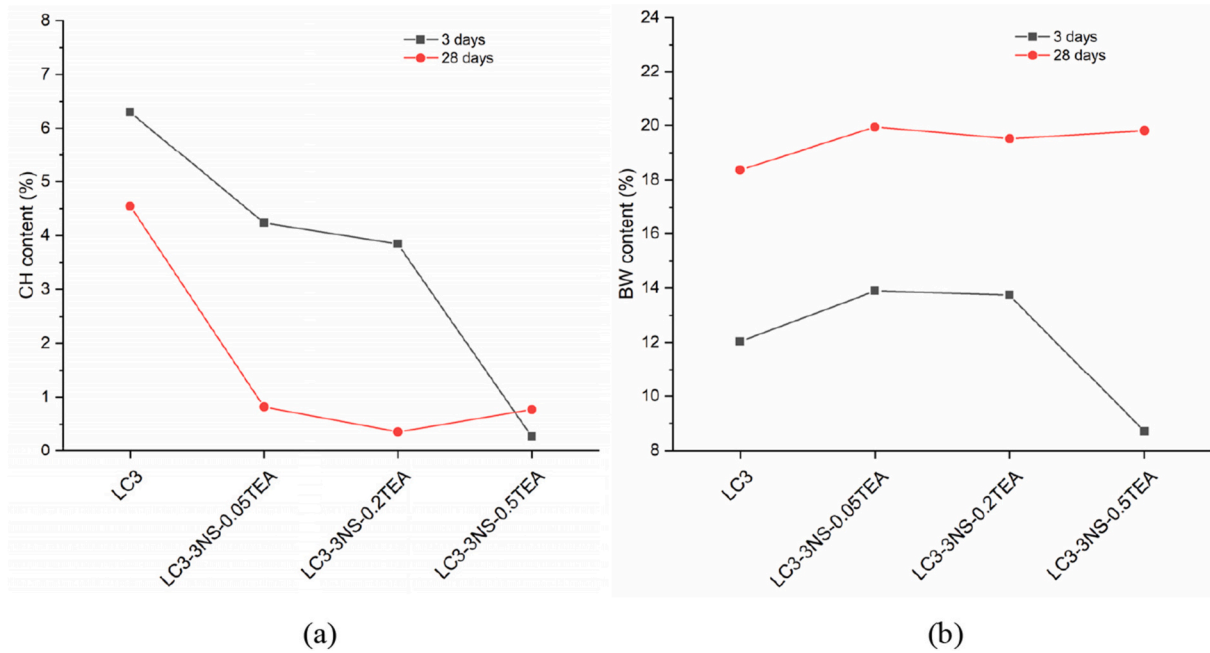 8
7
6
5
4
3
2
1
0
CH content (%)
3 days
28 days
LC3
LC3-3NS-0.05TEA
LC3-3NS-0.2TEA
LC3-3NS-0.5TEA
(a)
24
22
20
18
16
14
12
10
8
BW content (%)
3 days
28 days
LC3
LC3-3NS-0.05TEA
LC3-3NS-0.2TEA
LC3-3NS-0.5TEA
(b)